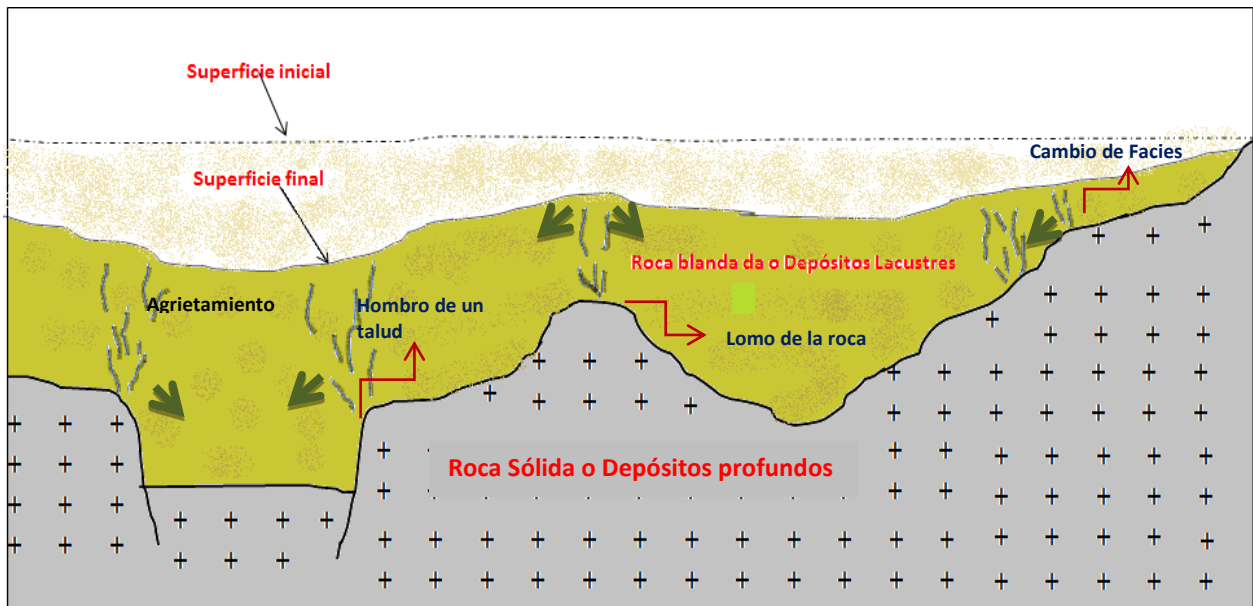 Superficie inicial
Cambio de Facies
Superficie final
Roca blanda da o Depósitos Lacustres
Agrietamiento
Hombro de un
talud
Lomo de la roca
Roca Sólida o Depósitos profundos